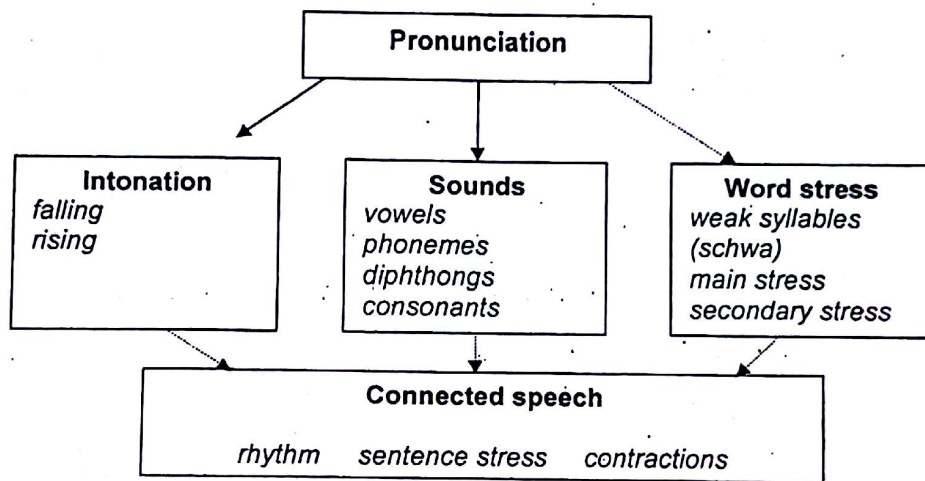 Pronunciation
Intonation
falling
rising
Sounds
vowels
phonemes
diphthongs
consonants
Word stress
weak syllables
(schwa)
main stress
secondary stress
Connected speech
rhythm sentence stress contractions